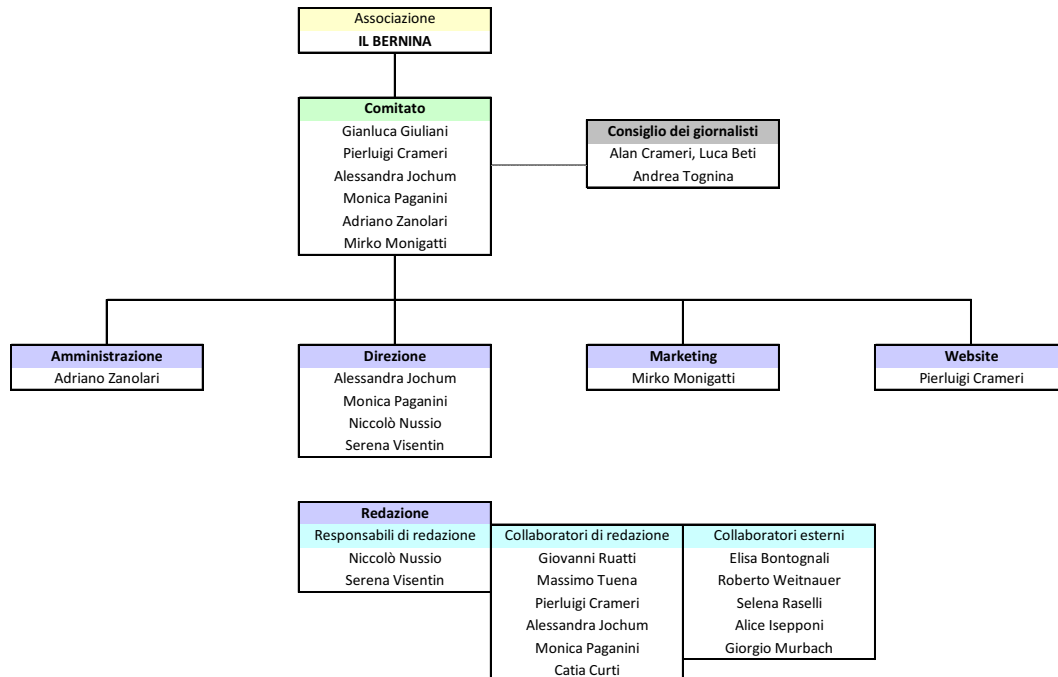 Associazione
IL BERNINA
Comitato
Gianluca Giuliani
Pierluigi Crameri
Alessandra Jochum
Monica Paganini
Adriano Zanolari
Mirko Monigatti
Consiglio dei giornalisti
Alan Crameri, Luca Beti
Andrea Tognina
Amministrazione
Adriano Zanolari
Direzione
Alessandra Jochum
Monica Paganini
Niccolò Nussio
Serena Visentin
Marketing
Mirko Monigatti
Website
Pierluigi Crameri
Redazione
Responsabili di redazione
Niccolò Nussio
Serena Visentin
Collaboratori di redazione
Giovanni Ruatti
Massimo Tuena
Pierluigi Crameri
Alessandra Jochum
Monica Paganini
Catia Curti
Collaboratori esterni
Elisa Bontognali
Roberto Weitnauer
Selena Raselli
Alice Isepponi
Giorgio Murbach